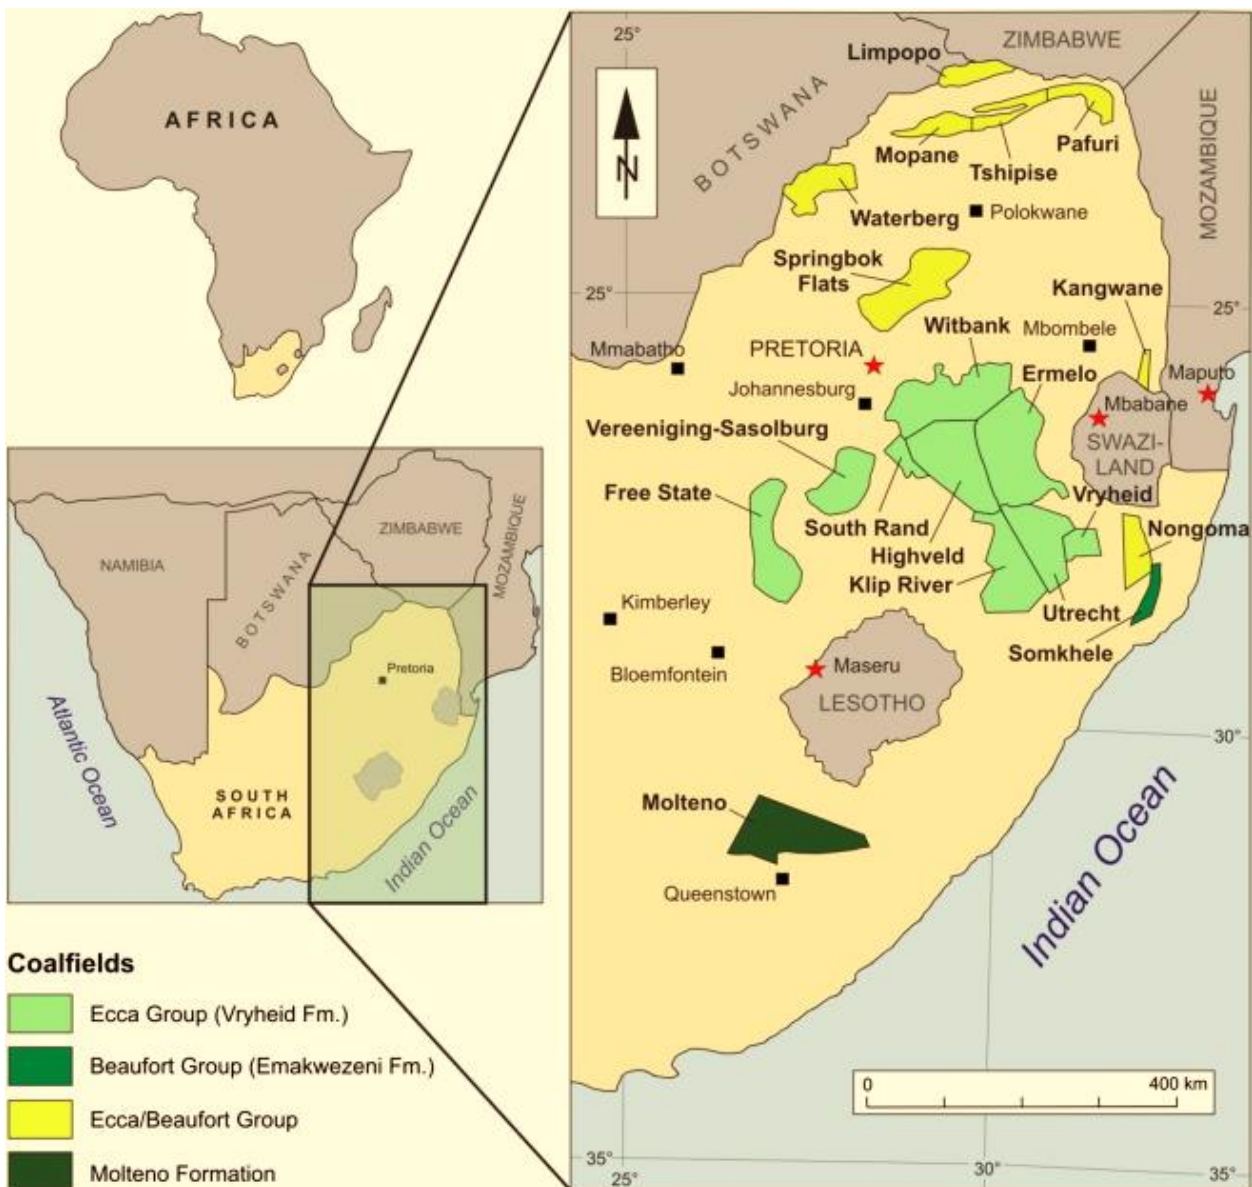 AFRICA
NAMIBIA
BOTSWANA
ZIMBABWE
MOZAMBIQUE
Pretoria
SOUTH
AFRICA
Atlantic Ocean
Indian Ocean
Coalfields
Ecca Group (Vryheid Fm.)
Beaufort Group (Emakwezeni Fm.)
Ecca/Beaufort Group
Molteno Formation
25°
ZIMBABWE
Limpopo
BOTSWANA
MOZAMBIQUE
N
Mopane
Tshipise
Pafuri
Waterberg
Polokwane
Springbok
Flats
25°
Kangwane
25°
Witbank
Mbombele
Mmabatho
PRETORIA
Ermelo
Maputo
Johannesburg
Mbabane
Vereeniging-Sasolburg
SWAZI-
LAND
Free State
Vryheid
South Rand
Nongoma
Highveld
Klip River
Kimberley
Utrecht
Somkhele
Bloemfontein
Maseru
LESOTHO
30°
Molteno
Queenstown
Indian Ocean
0 400 km
35°
25°
30°
35°